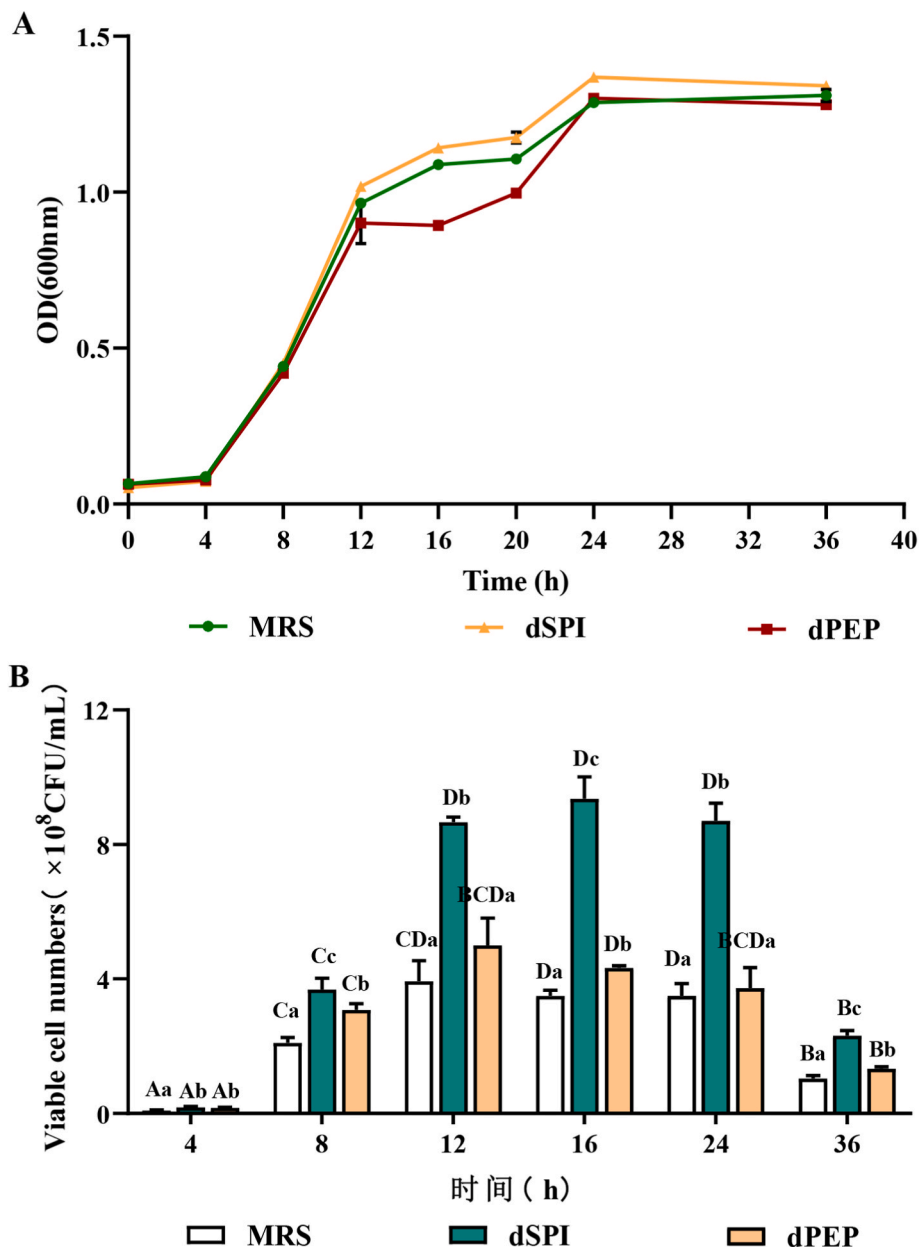 A
1.5
1.0
0.5
0.0
OD(600nm)
0 4 8 12 16 20 24 28 32 36 40
Time (h)
MRS dSPI dPEP
B
Viable cell numbers( ×10⁸CFU/mL)
12
8
4
0
Aa Ab Ab
Ca Cc Cb
CDa Db BCDa
Da Dc Db
Da Db BCDa
Ba Bc Bb
4 8 12 16 24 36
时间( h)
MRS dSPI dPEP